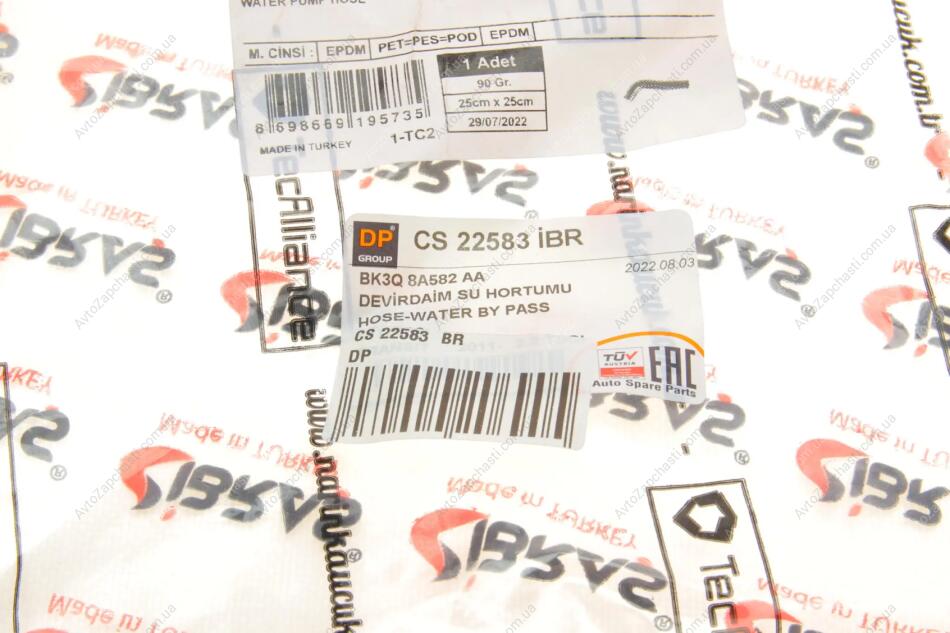 WATER PUMP HOSE
M. CİNSİ : EPDM PET=PES=POD EPDM
1 Adet
90 Gr.
25cm x 25cm
29/07/2022
8 698669 195735
1-TC2
MADE IN TURKEY
DP GROUP
CS 22583 İBR
2022.08.03
BK3Q 8A582 AA
DEVİRDAİM SU HORTUMU
HOSE-WATER BY PASS
CS 22583 BR
DP
TÜV
AUSTRIA
EAC
Auto Spare Parts
TecAlliance
İBRAŞ
Made in TURKEY
AvtoZapchasti.com.ua